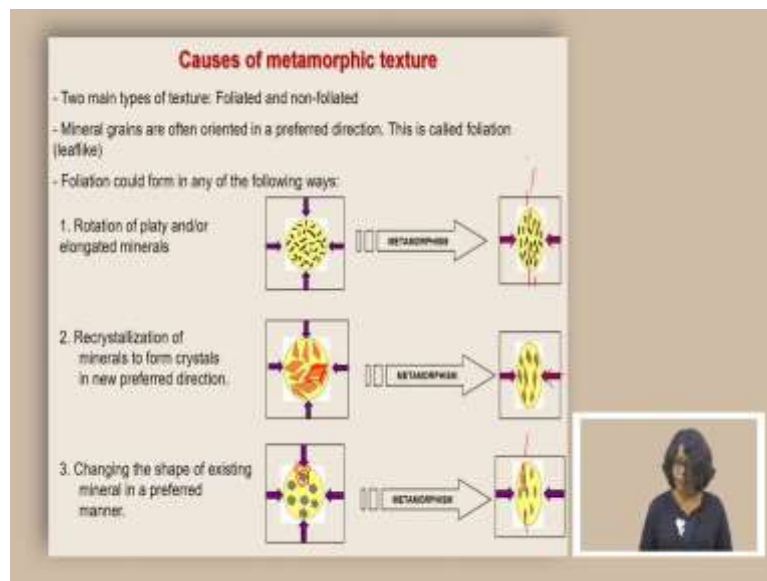 Causes of metamorphic texture
- Two main types of texture: Foliated and non-foliated
- Mineral grains are often oriented in a preferred direction. This is called foliation
(leaflike)
- Foliation could form in any of the following ways:
1. Rotation of platy and/or
elongated minerals
METAMORPHISM
2. Recrystallization of
minerals to form crystals
in new preferred direction.
METAMORPHISM
3. Changing the shape of existing
mineral in a preferred
manner.
METAMORPHISM